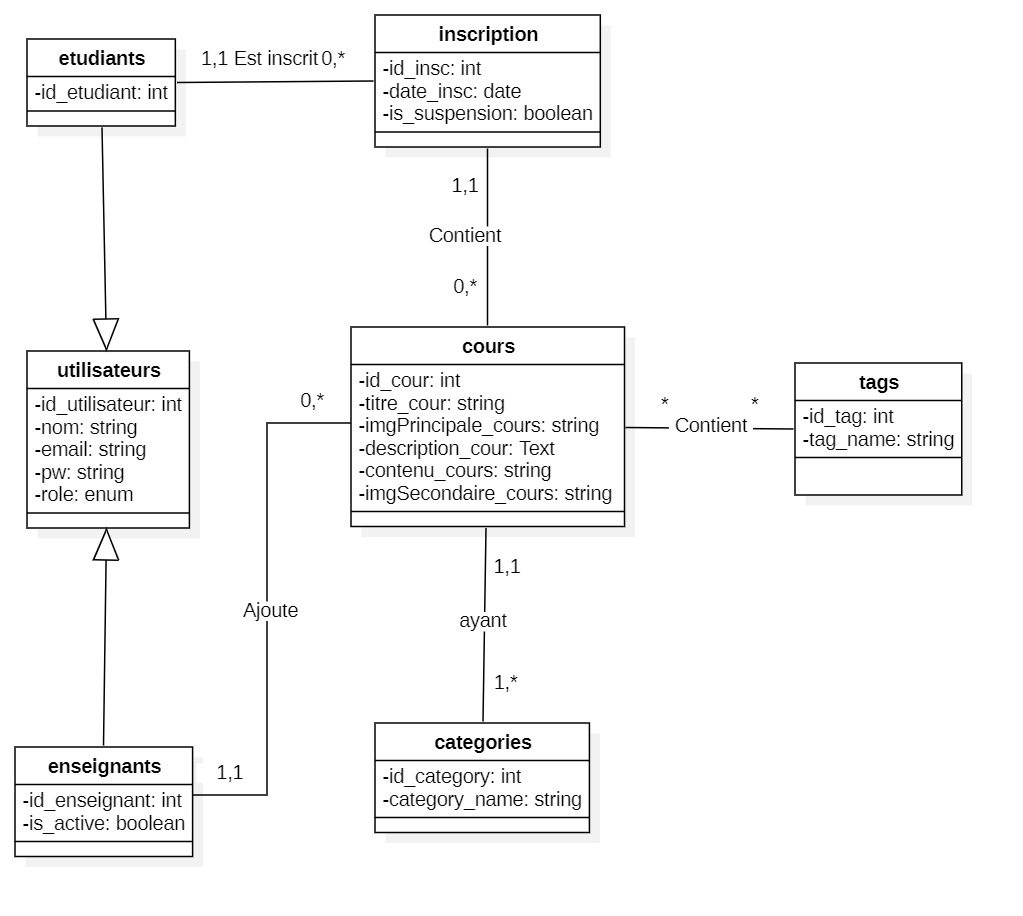 etudiants
-id_etudiant: int
1,1 Est inscrit 0,*
inscription
-id_insc: int
-date_insc: date
-is_suspension: boolean
1,1
Contient
0,*
utilisateurs
-id_utilisateur: int
-nom: string
-email: string
-pw: string
-role: enum
0,*
cours
-id_cour: int
-titre_cour: string
-imgPrincipale_cours: string
-description_cour: Text
-contenu_cours: string
-imgSecondaire_cours: string
* Contient *
tags
-id_tag: int
-tag_name: string
1,1
ayant
1,*
Ajoute
enseignants
-id_enseignant: int
-is_active: boolean
1,1
categories
-id_category: int
-category_name: string